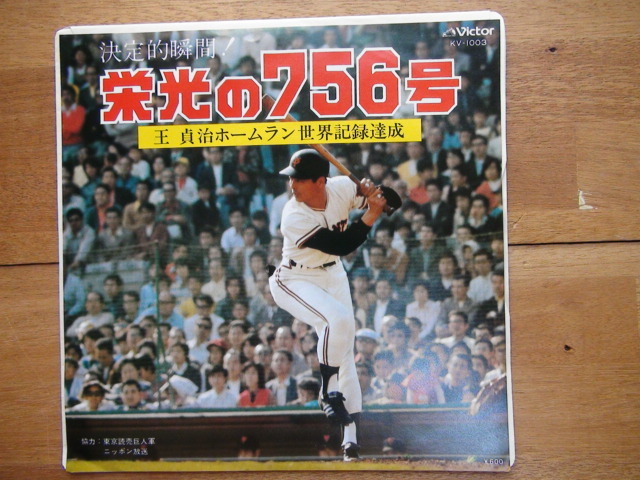 Victor
KV-1003
決定的瞬間!
栄光の756号
王 貞治ホームラン世界記録達成
協力:東京読売巨人軍
ニッポン放送
¥600